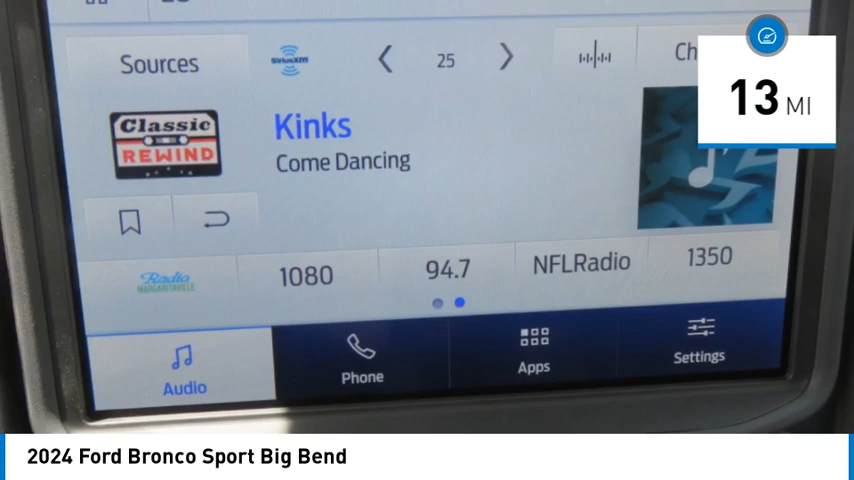 Sources
SiriusXM
25
Ch
13 MI
Classic
REWIND
Kinks
Come Dancing
Radio
MARGARITAVILLE
1080
94.7
NFLRadio
1350
Audio
Phone
Apps
Settings
2024 Ford Bronco Sport Big Bend